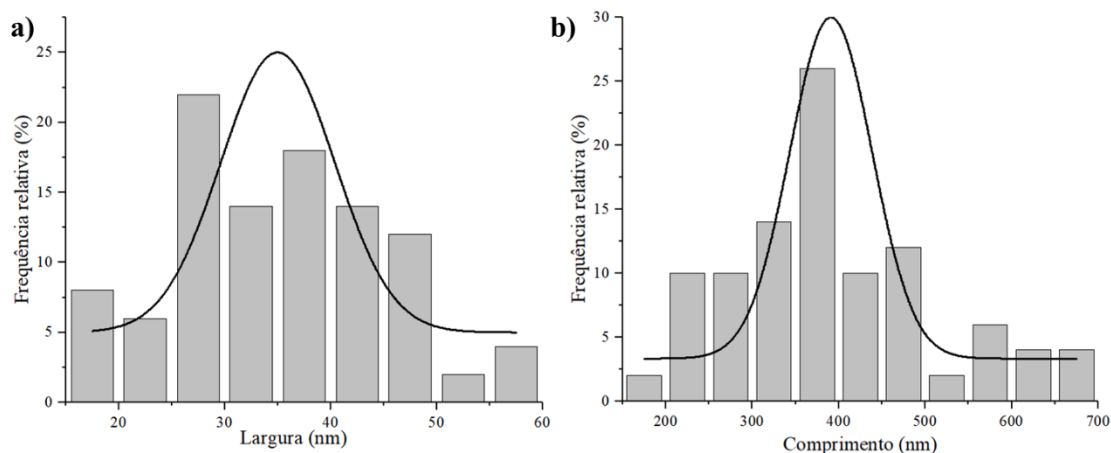 a)
Frequência relativa (%)
25
20
15
10
5
0
20 30 40 50 60
Largura (nm)
b)
Frequência relativa (%)
30
25
20
15
10
5
0
200 300 400 500 600 700
Comprimento (nm)